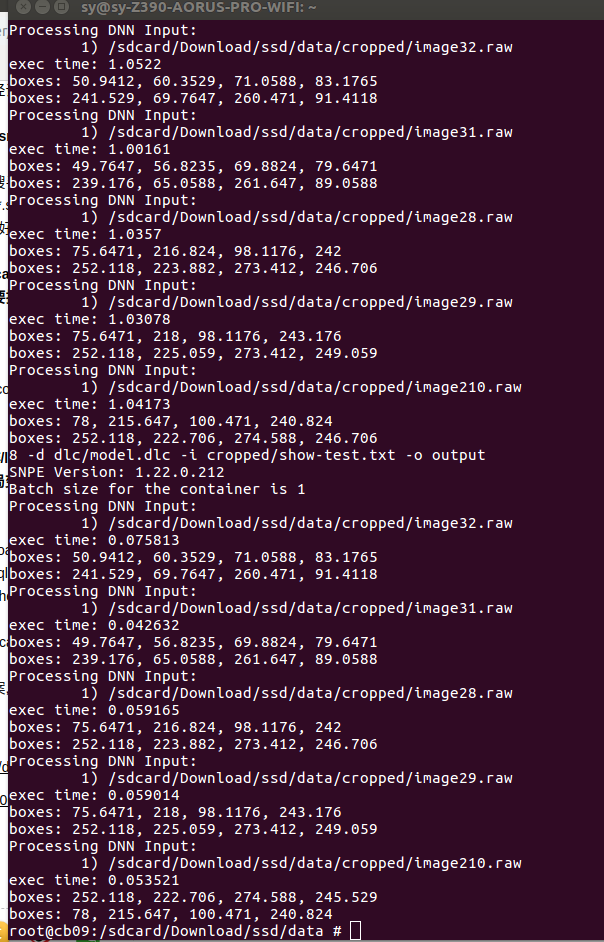 sy@sy-Z390-AORUS-PRO-WIFI: ~
Processing DNN Input:
1) /sdcard/Download/ssd/data/cropped/image32.raw
exec time: 1.0522
boxes: 50.9412, 60.3529, 71.0588, 83.1765
boxes: 241.529, 69.7647, 260.471, 91.4118
Processing DNN Input:
1) /sdcard/Download/ssd/data/cropped/image31.raw
exec time: 1.00161
boxes: 49.7647, 56.8235, 69.8824, 79.6471
boxes: 239.176, 65.0588, 261.647, 89.0588
Processing DNN Input:
1) /sdcard/Download/ssd/data/cropped/image28.raw
exec time: 1.0357
boxes: 75.6471, 216.824, 98.1176, 242
boxes: 252.118, 223.882, 273.412, 246.706
Processing DNN Input:
1) /sdcard/Download/ssd/data/cropped/image29.raw
exec time: 1.03078
boxes: 75.6471, 218, 98.1176, 243.176
boxes: 252.118, 225.059, 273.412, 249.059
Processing DNN Input:
1) /sdcard/Download/ssd/data/cropped/image210.raw
exec time: 1.04173
boxes: 78, 215.647, 100.471, 240.824
boxes: 252.118, 222.706, 274.588, 246.706
8 -d dlc/model.dlc -i cropped/show-test.txt -o output
SNPE Version: 1.22.0.212
Batch size for the container is 1
Processing DNN Input:
1) /sdcard/Download/ssd/data/cropped/image32.raw
exec time: 0.075813
boxes: 50.9412, 60.3529, 71.0588, 83.1765
boxes: 241.529, 69.7647, 260.471, 91.4118
Processing DNN Input:
1) /sdcard/Download/ssd/data/cropped/image31.raw
exec time: 0.042632
boxes: 49.7647, 56.8235, 69.8824, 79.6471
boxes: 239.176, 65.0588, 261.647, 89.0588
Processing DNN Input:
1) /sdcard/Download/ssd/data/cropped/image28.raw
exec time: 0.059165
boxes: 75.6471, 216.824, 98.1176, 242
boxes: 252.118, 223.882, 273.412, 246.706
Processing DNN Input:
1) /sdcard/Download/ssd/data/cropped/image29.raw
exec time: 0.059014
boxes: 75.6471, 218, 98.1176, 243.176
boxes: 252.118, 225.059, 273.412, 249.059
Processing DNN Input:
1) /sdcard/Download/ssd/data/cropped/image210.raw
exec time: 0.053521
boxes: 252.118, 222.706, 274.588, 245.529
boxes: 78, 215.647, 100.471, 240.824
root@cb09:/sdcard/Download/ssd/data #